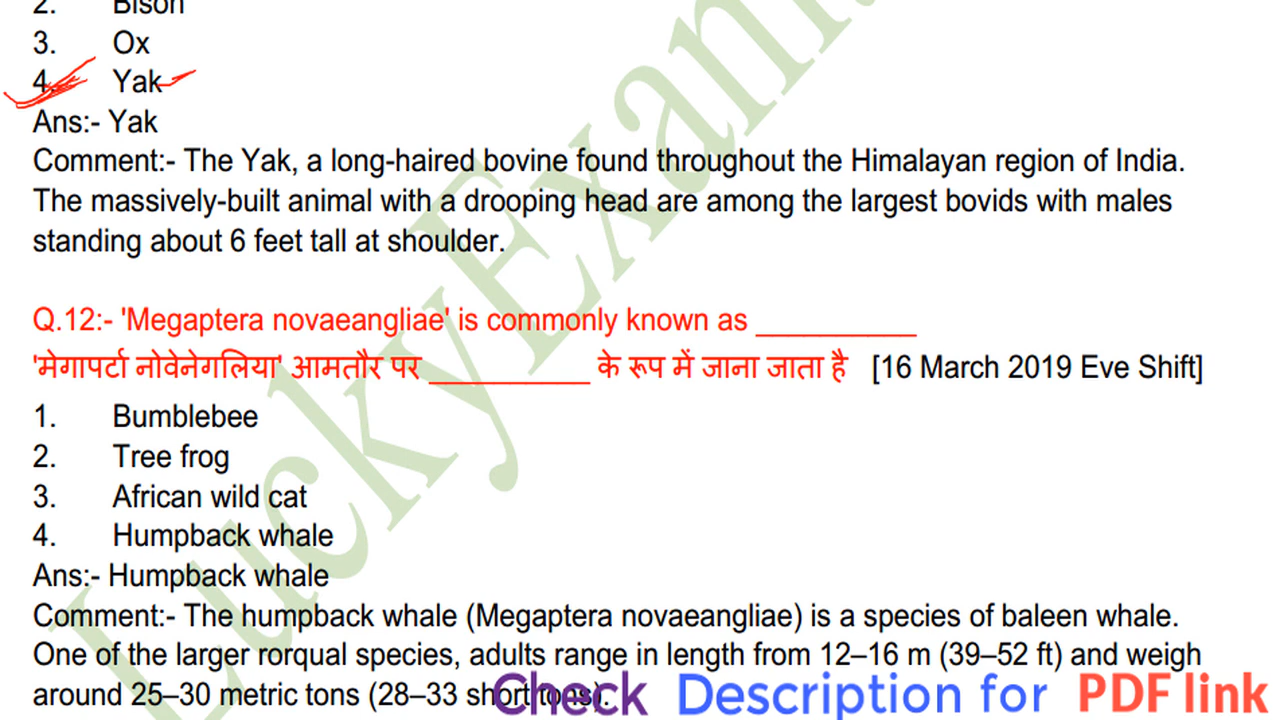 2. Bison
3. Ox
4. Yak
Ans:- Yak
Comment:- The Yak, a long-haired bovine found throughout the Himalayan region of India.
The massively-built animal with a drooping head are among the largest bovids with males
standing about 6 feet tall at shoulder.
Q.12:- 'Megaptera novaeangliae' is commonly known as __________
'मेगापर्टा नोवेनेगलिया' आमतौर पर __________ के रूप में जाना जाता है [16 March 2019 Eve Shift]
1. Bumblebee
2. Tree frog
3. African wild cat
4. Humpback whale
Ans:- Humpback whale
Comment:- The humpback whale (Megaptera novaeangliae) is a species of baleen whale.
One of the larger rorqual species, adults range in length from 12–16 m (39–52 ft) and weigh
around 25–30 metric tons (28–33 short tons).
Check Description for PDF link
LuckyExam